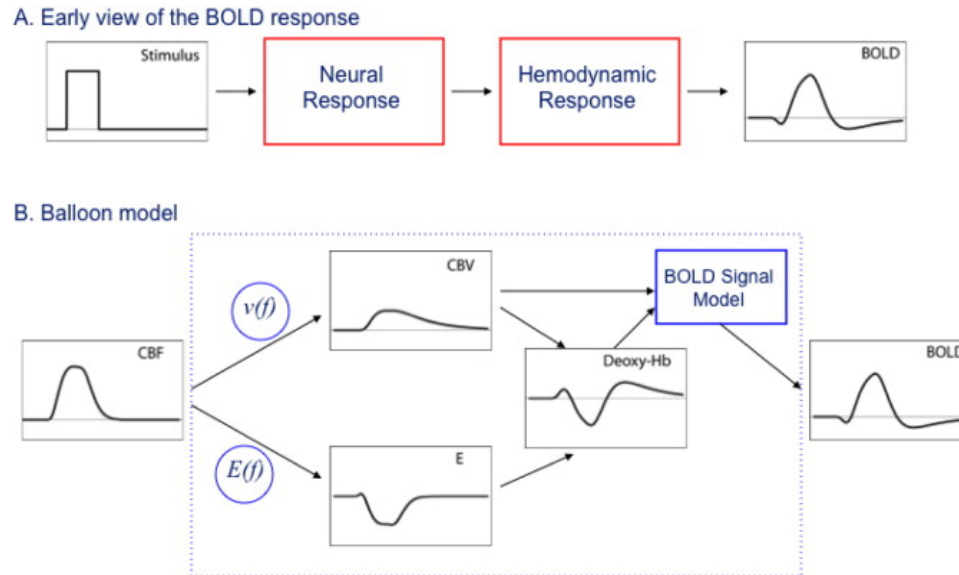 A. Early view of the BOLD response
Stimulus
Neural
Response
Hemodynamic
Response
BOLD
B. Balloon model
CBF
v(f)
E(f)
CBV
E
Deoxy-Hb
BOLD Signal
Model
BOLD